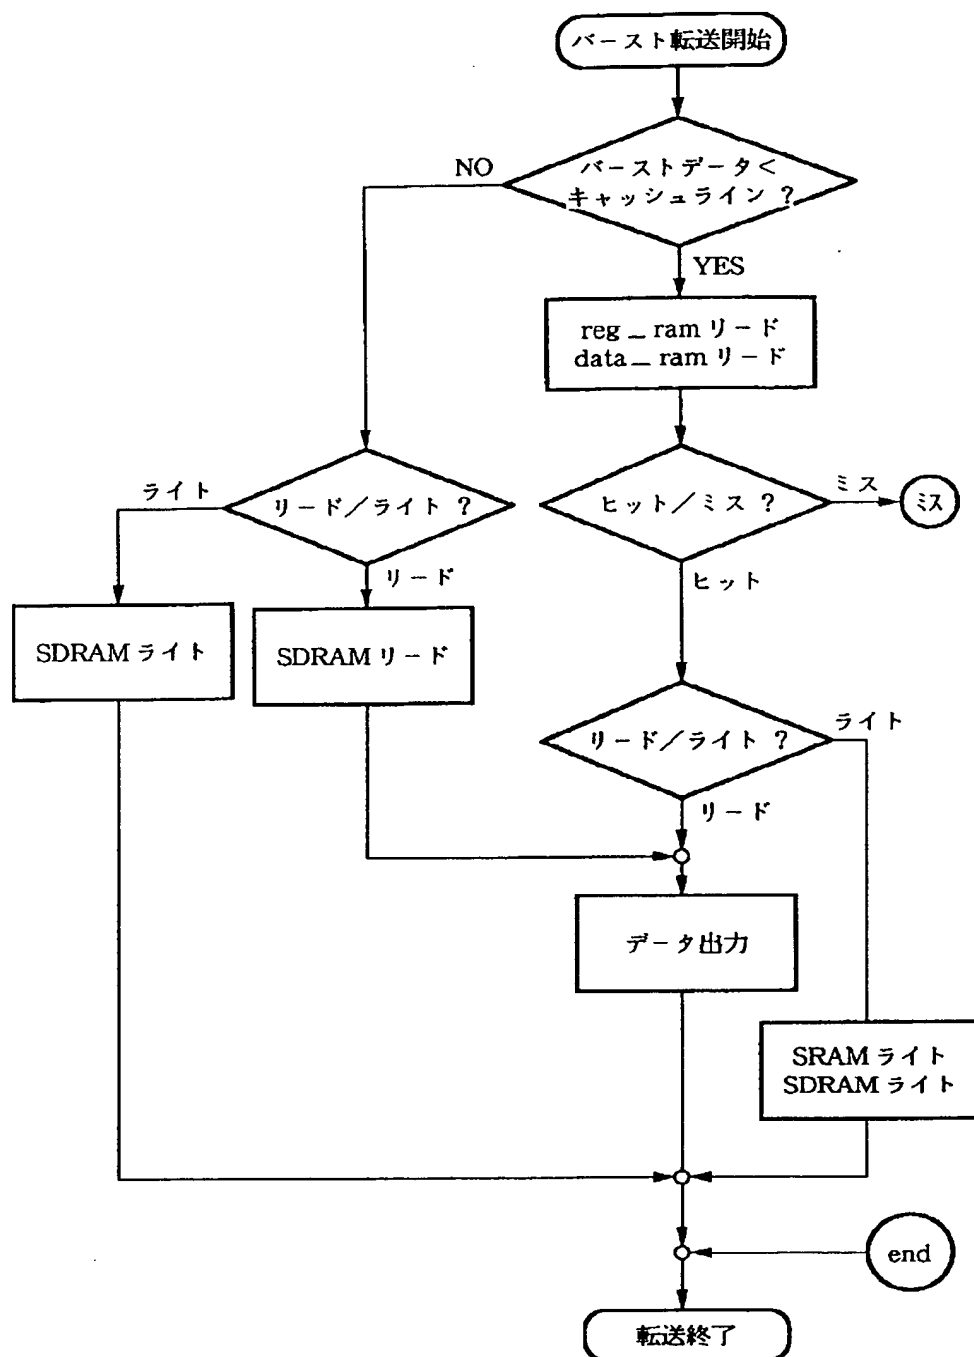 バースト転送開始
バーストデータ<
キャッシュライン ?
NO
YES
reg_ram リード
data_ram リード
ライト
リード/ライト ?
リード
ヒット/ミス ?
ミス
ミス
ヒット
SDRAM ライト
SDRAM リード
リード/ライト ?
ライト
リード
データ出力
SRAM ライト
SDRAM ライト
end
転送終了